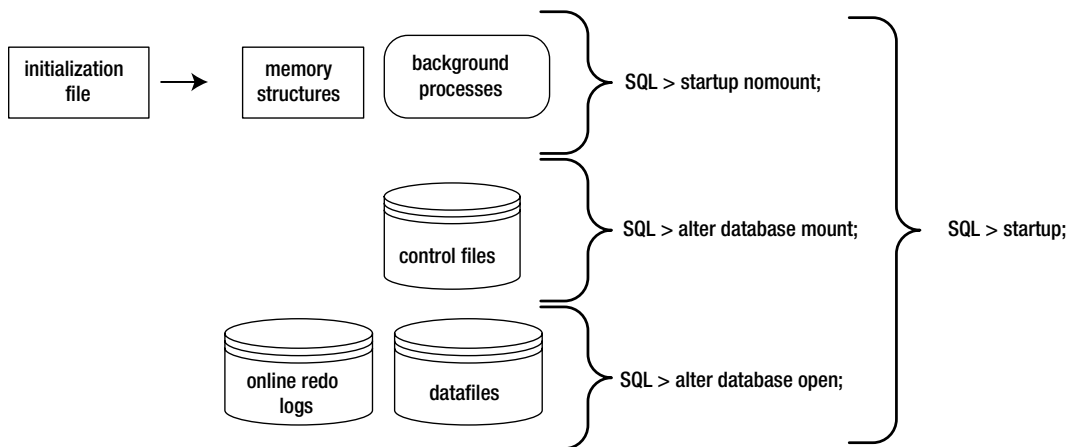 initialization
file
memory
structures
background
processes
SQL > startup nomount;
control files
SQL > alter database mount;
SQL > startup;
online redo
logs
datafiles
SQL > alter database open;